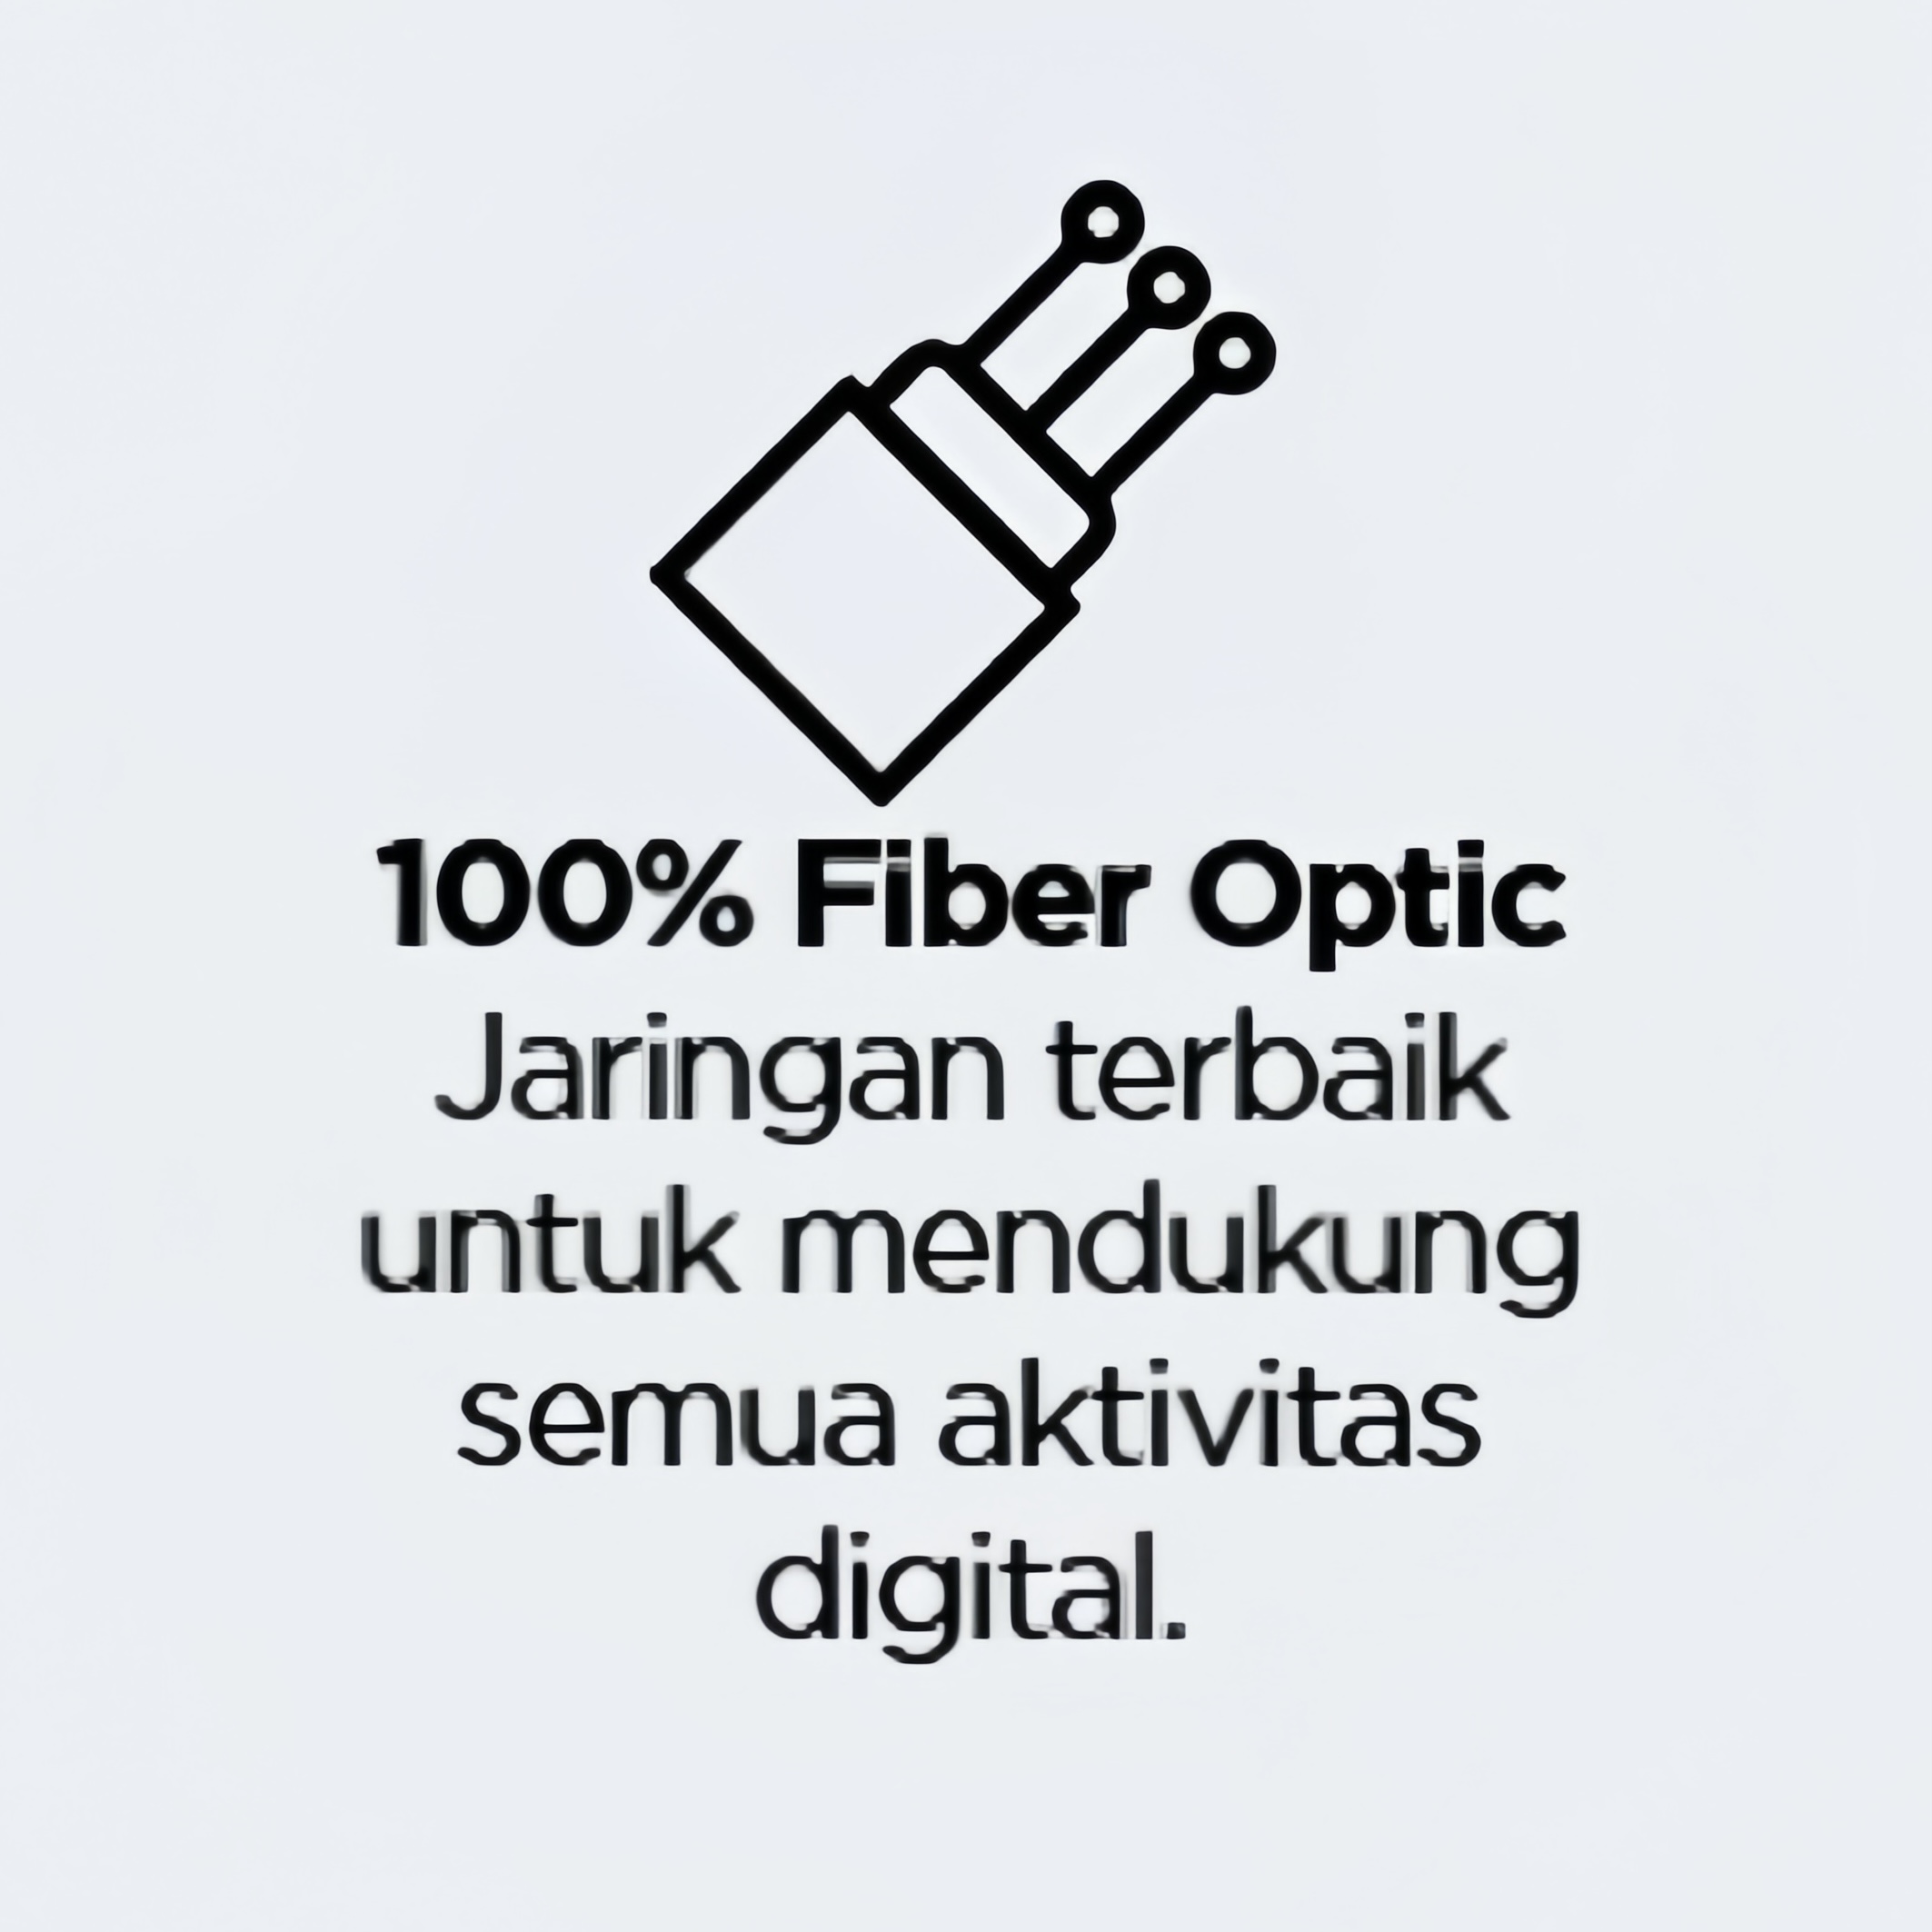 100% Fiber Optic
Jaringan terbaik
untuk mendukung
semua aktivitas
digital.